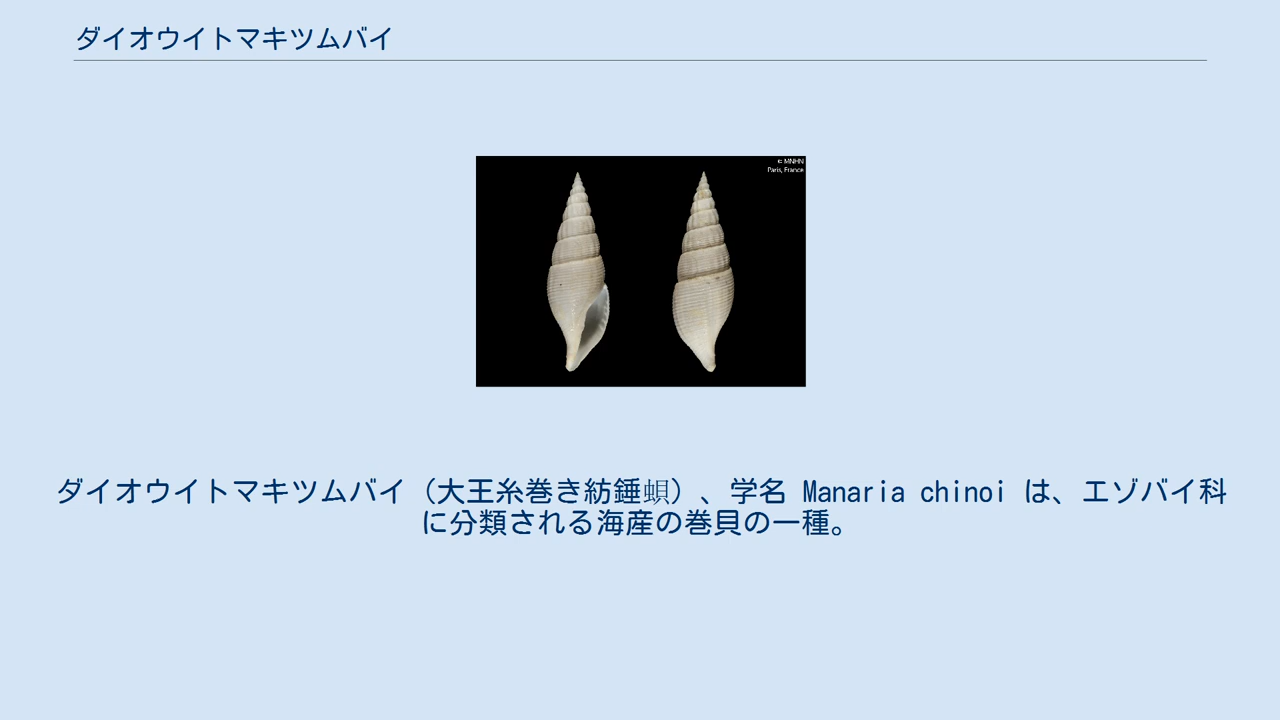 ダイオウイトマキツムバイ
© MNHN
Paris, France
ダイオウイトマキツムバイ（大王糸巻き紡錘蛽）、学名 Manaria chinoi は、エゾバイ科
に分類される海産の巻貝の一種。